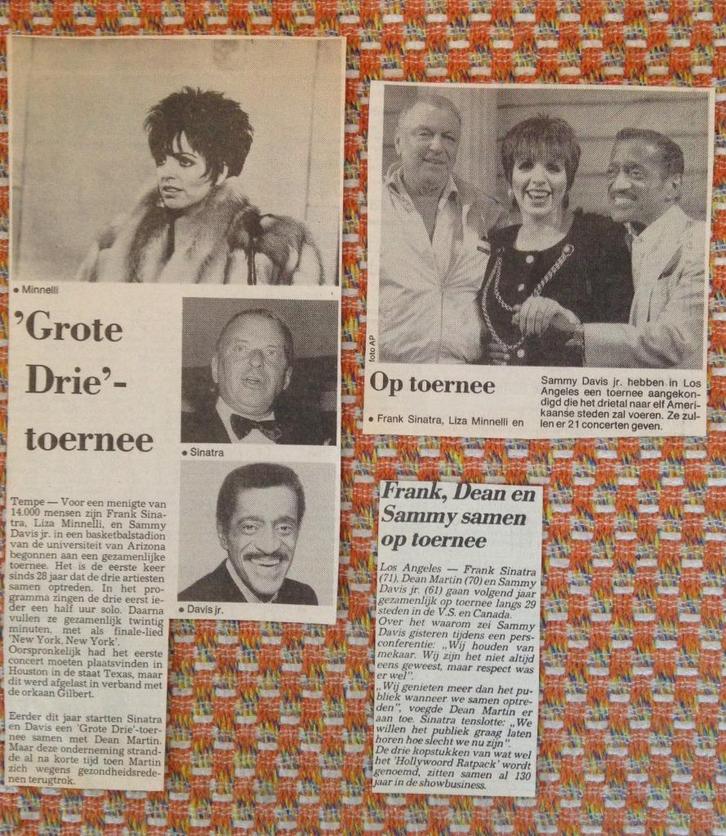 • Minnelli
'Grote
Drie'-
toernee
• Sinatra
• Davis jr.
Tempe — Voor een menigte van
14.000 mensen zijn Frank Sina-
tra, Liza Minnelli, en Sammy
Davis jr. in een basketbalstadion
van de universiteit van Arizona
begonnen aan een gezamenlijke
toernee. Het is de eerste keer
sinds 28 jaar dat de drie artiesten
samen optreden. In het pro-
gramma zingen de drie eerst ie-
der een half uur solo. Daarna
vullen ze gezamenlijk twintig
minuten, met als finale-lied
'New York, New York'.
Oorspronkelijk had het eerste
concert moeten plaatsvinden in
Houston in de staat Texas, maar
dit werd afgelast in verband met
de orkaan Gilbert.
Eerder dit jaar startten Sinatra
en Davis een 'Grote Drie'-toer-
nee samen met Dean Martin.
Maar deze onderneming strand-
de al na korte tijd toen Martin
zich wegens gezondheidsrede-
nen terugtrok.
foto AP
Op toernee
• Frank Sinatra, Liza Minnelli en
Sammy Davis jr. hebben in Los
Angeles een toernee aangekon-
digd die het drietal naar elf Ameri-
kaanse steden zal voeren. Ze zul-
len er 21 concerten geven.
Frank, Dean en
Sammy samen
op toernee
Los Angeles — Frank Sinatra
(71), Dean Martin (70) en Sammy
Davis jr. (61) gaan volgend jaar
gezamenlijk op toernee langs 29
steden in de V.S. en Canada.
Over het waarom zei Sammy
Davis gisteren tijdens een pers-
conferentie: „Wij houden van
mekaar. Wij zijn het niet altijd
eens geweest, maar respect was
er wel".
„Wij genieten meer dan het pu-
bliek wanneer we samen optre-
den", voegde Dean Martin er
aan toe. Sinatra tenslotte: „We
willen het publiek graag laten
horen hoe slecht we nu zijn".
De drie kopstukken van wat wel
het 'Hollywoord Ratpack' wordt
genoemd, zitten samen al 130
jaar in de showbusiness.